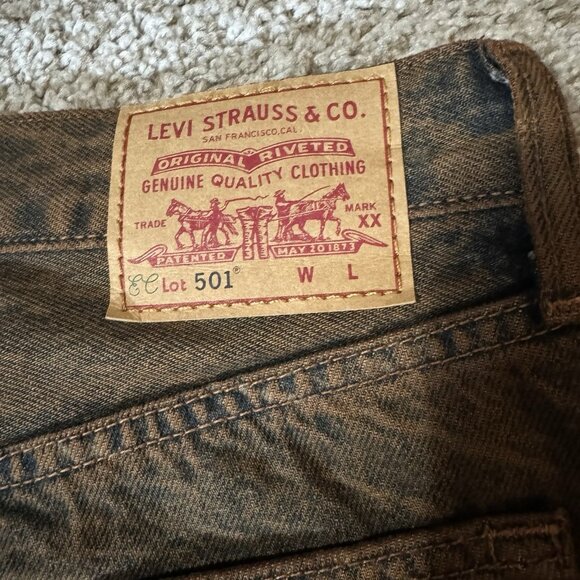 LEVI STRAUSS & CO.
SAN FRANCISCO, CAL.
ORIGINAL RIVETED
GENUINE QUALITY CLOTHING
TRADE MARK
XX
PATENTED MAY 20 1873
EC Lot 501® W L